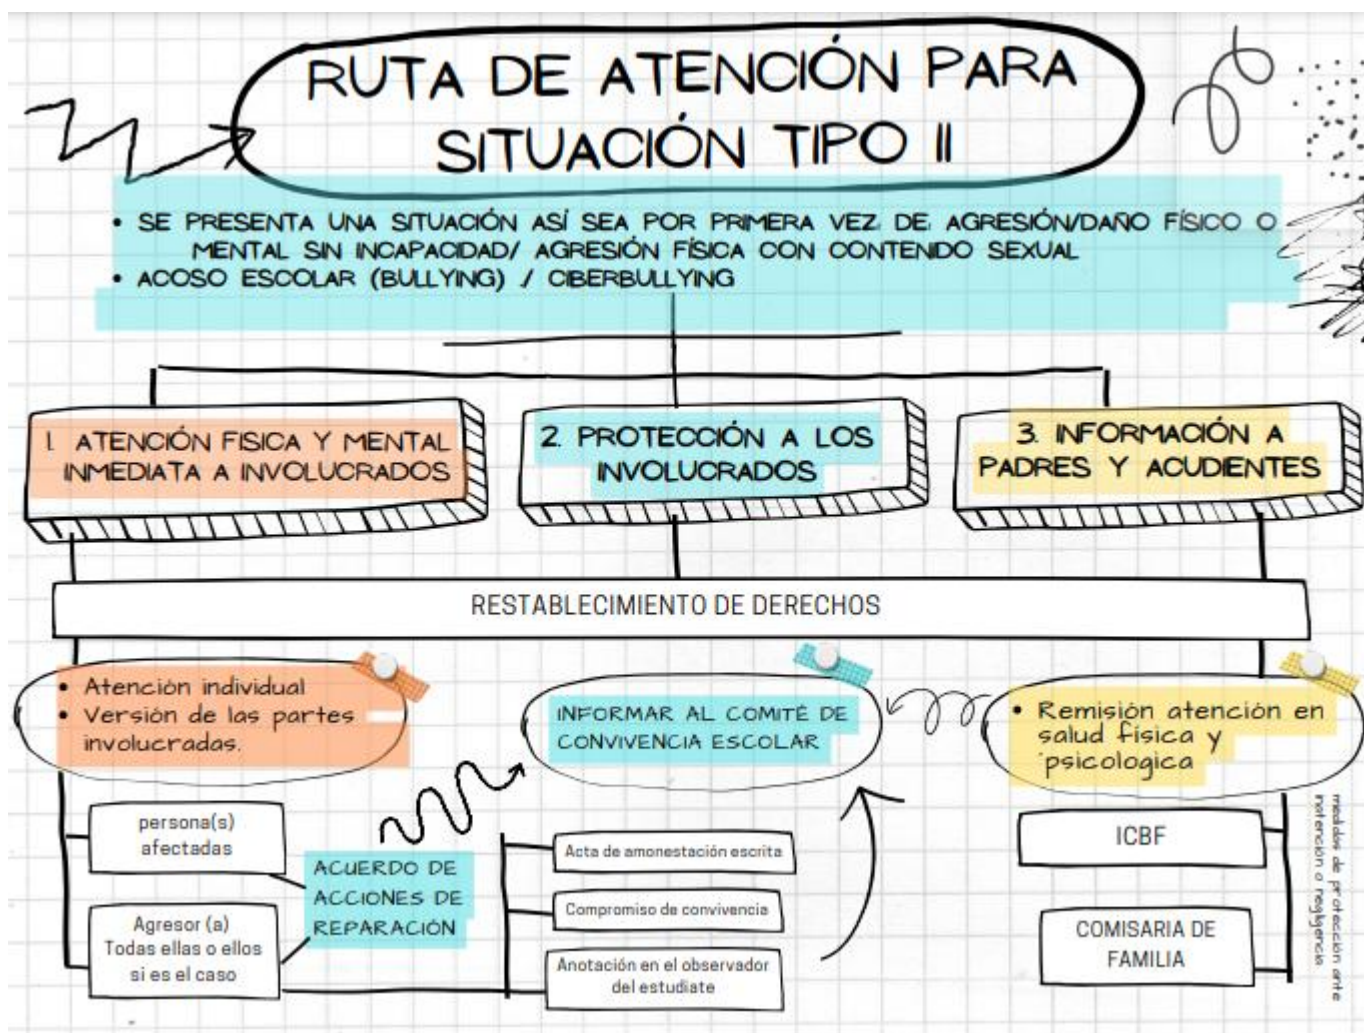 RUTA DE ATENCIÓN PARA
SITUACIÓN TIPO II
• SE PRESENTA UNA SITUACIÓN ASÍ SEA POR PRIMERA VEZ. DE: AGRESIÓN/DAÑO FÍSICO O
MENTAL SIN INCAPACIDAD/ AGRESIÓN FÍSICA CON CONTENIDO SEXUAL
• ACOSO ESCOLAR (BULLYING) / CIBERBULLYING
1. ATENCIÓN FISICA Y MENTAL
INMEDIATA A INVOLUCRADOS
2. PROTECCIÓN A LOS
INVOLUCRADOS
3. INFORMACIÓN A
PADRES Y ACUDIENTES
RESTABLECIMIENTO DE DERECHOS
• Atención individual
• Versión de las partes
involucradas.
INFORMAR AL COMITÉ DE
CONVIVENCIA ESCOLAR
• Remisión atención en
salud física y
psicologica
persona(s)
afectadas
Agresor (a)
Todas ellas o ellos
si es el caso
ACUERDO DE
ACCIONES DE
REPARACIÓN
Acta de amonestación escrita
Compromiso de convivencia
Anotación en el observador
del estudiate
ICBF
COMISARIA DE
FAMILIA
medidas de protección ante
inatención o negligencia